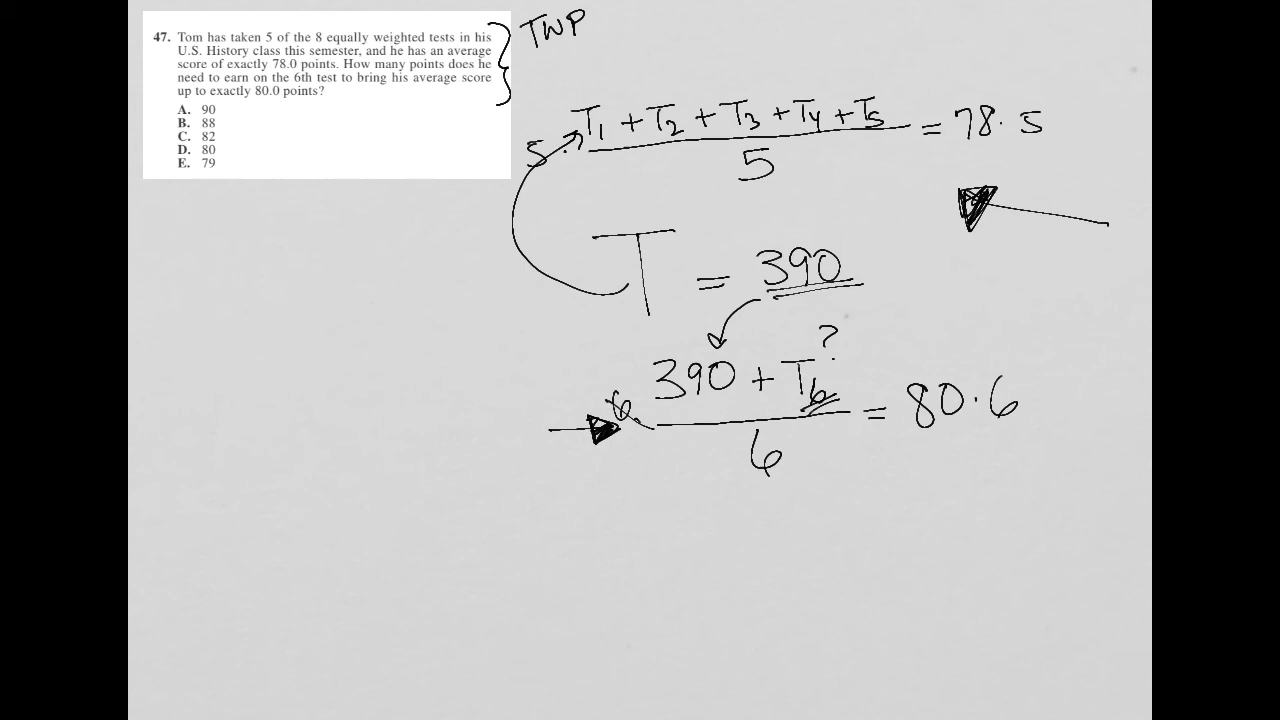 47. Tom has taken 5 of the 8 equally weighted tests in his
U.S. History class this semester, and he has an average
score of exactly 78.0 points. How many points does he
need to earn on the 6th test to bring his average score
up to exactly 80.0 points?
A. 90
B. 88
C. 82
D. 80
E. 79
TWP
5 · T1 + T2 + T3 + T4 + T5 = 78 · 5
5
T = 390
?
390 + T6 = 80 · 6
6 ·
6